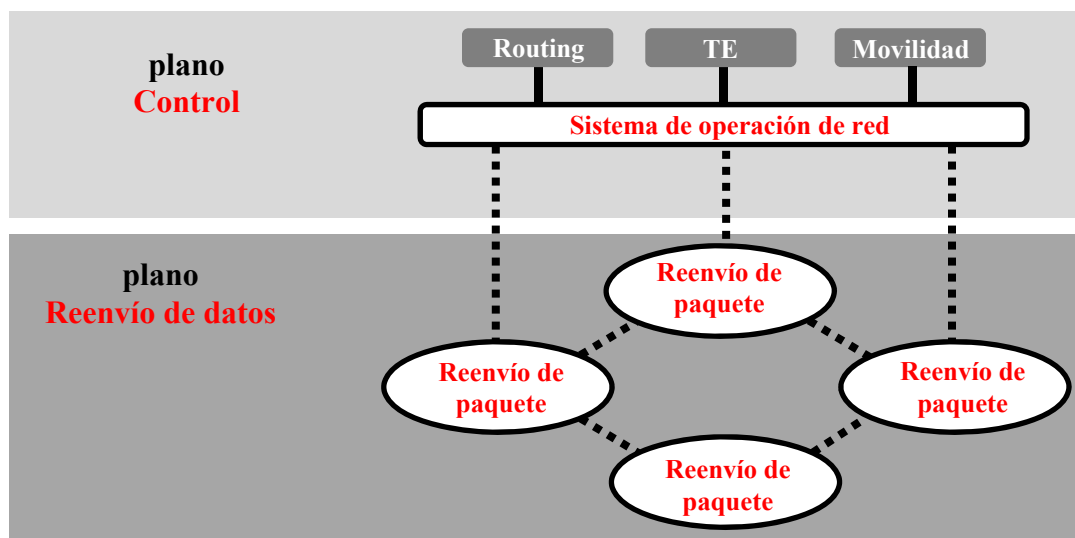 plano
Control
Routing
TE
Movilidad
Sistema de operación de red
plano
Reenvío de datos
Reenvío de
paquete
Reenvío de
paquete
Reenvío de
paquete
Reenvío de
paquete